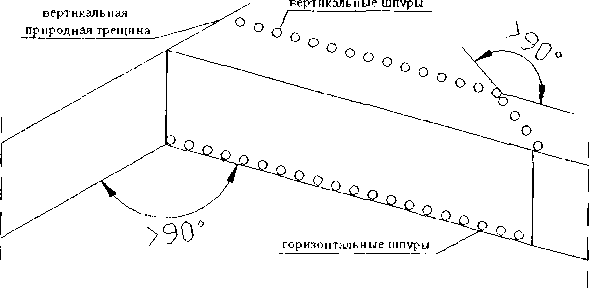 вертикальная
природная трещина
вертикальные шпуры
>90°
>90°
горизонтальные шпуры